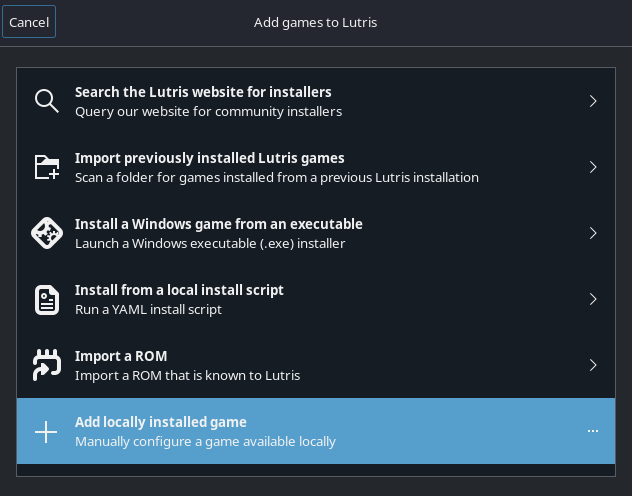 Cancel
Add games to Lutris
Search the Lutris website for installers
Query our website for community installers
Import previously installed Lutris games
Scan a folder for games installed from a previous Lutris installation
Install a Windows game from an executable
Launch a Windows executable (.exe) installer
Install from a local install script
Run a YAML install script
Import a ROM
Import a ROM that is known to Lutris
Add locally installed game
Manually configure a game available locally